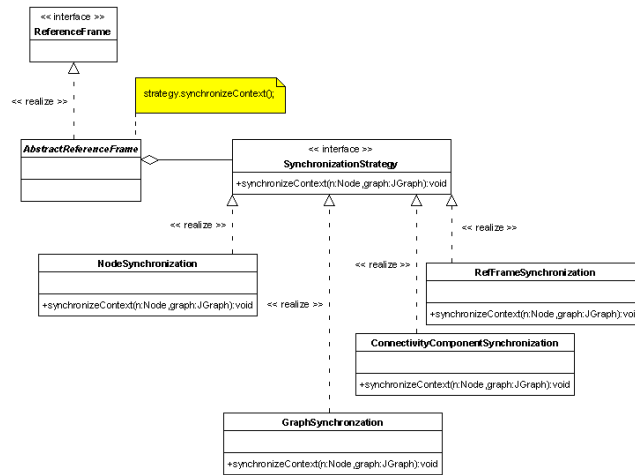 << interface >>
ReferenceFrame
<< realize >>
strategy.synchronizeContext();
AbstractReferenceFrame
<< interface >>
SynchronizationStrategy
+synchronizeContext(n:Node,graph:JGraph):void
<< realize >>
<< realize >>
<< realize >>
<< realize >>
NodeSynchronization
+synchronizeContext(n:Node,graph:JGraph):void
RefFrameSynchronization
+synchronizeContext(n:Node,graph:JGraph):void
ConnectivityComponentSynchronization
+synchronizeContext(n:Node,graph:JGraph):void
GraphSynchronzation
+synchronizeContext(n:Node,graph:JGraph):void